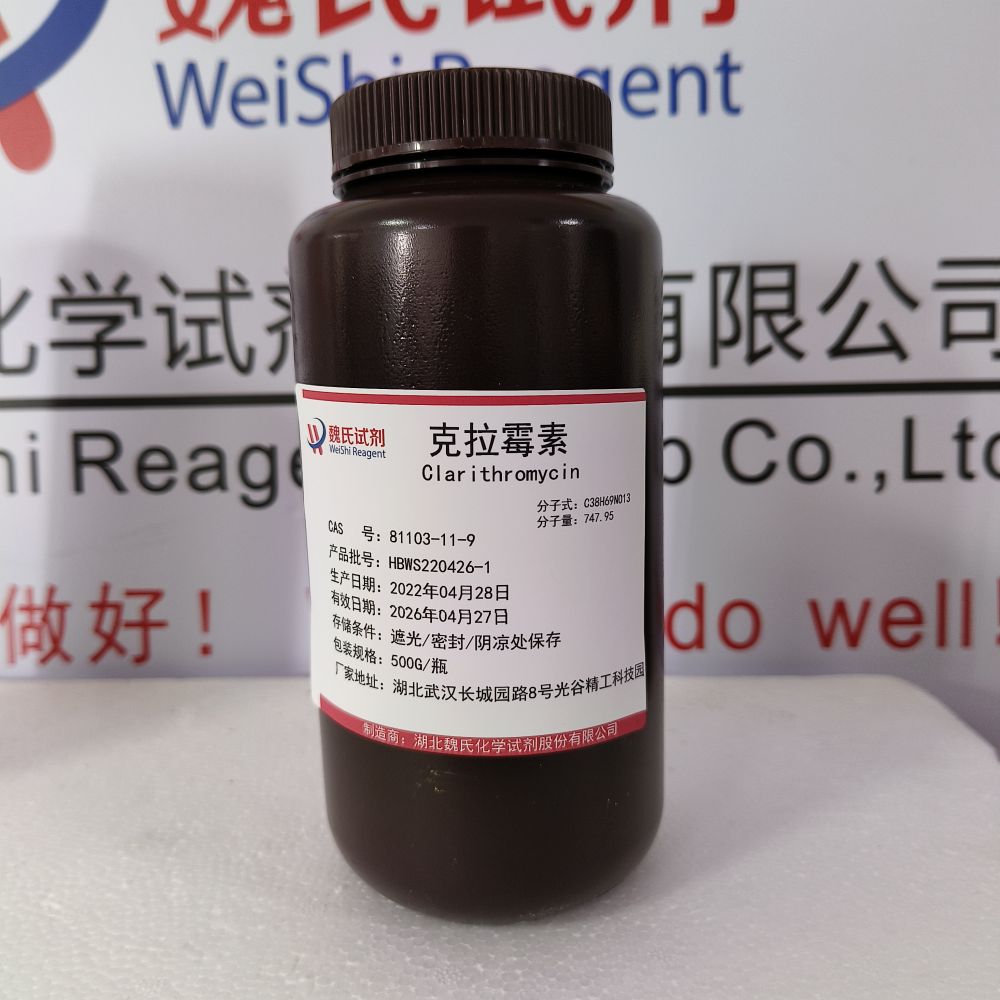 魏氏试剂
WeiShi Reagent
化学试剂 有限公司
hi Reage p Co.,Ltd
做好! do well!
魏氏试剂
WeiShi Reagent
克拉霉素
Clarithromycin
分子式：C38H69NO13
分子量：747.95
CAS 号：81103-11-9
产品批号：HBWS220426-1
生产日期：2022年04月28日
有效日期：2026年04月27日
存储条件：遮光/密封/阴凉处保存
包装规格：500G/瓶
厂家地址：湖北武汉长城园路8号光谷精工科技园
制造商：湖北魏氏化学试剂股份有限公司